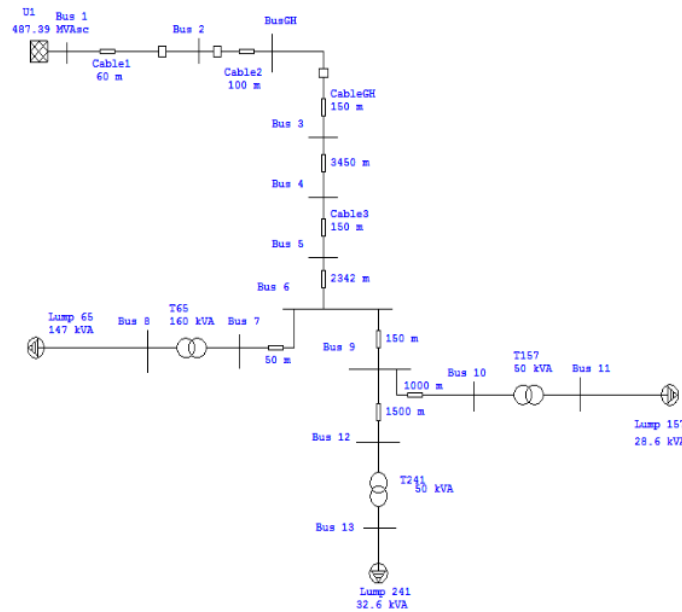 U1
487.39 MVAsc
Bus 1
Cable1
60 m
Bus 2
Cable2
100 m
BusGH
CableGH
150 m
Bus 3
3450 m
Bus 4
Cable3
150 m
Bus 5
2342 m
Bus 6
Lump 65
147 kVA
Bus 8
T65
160 kVA
Bus 7
50 m
150 m
Bus 9
1000 m
Bus 10
T157
50 kVA
Bus 11
Lump 157
28.6 kVA
1500 m
Bus 12
T241
50 kVA
Bus 13
Lump 241
32.6 kVA